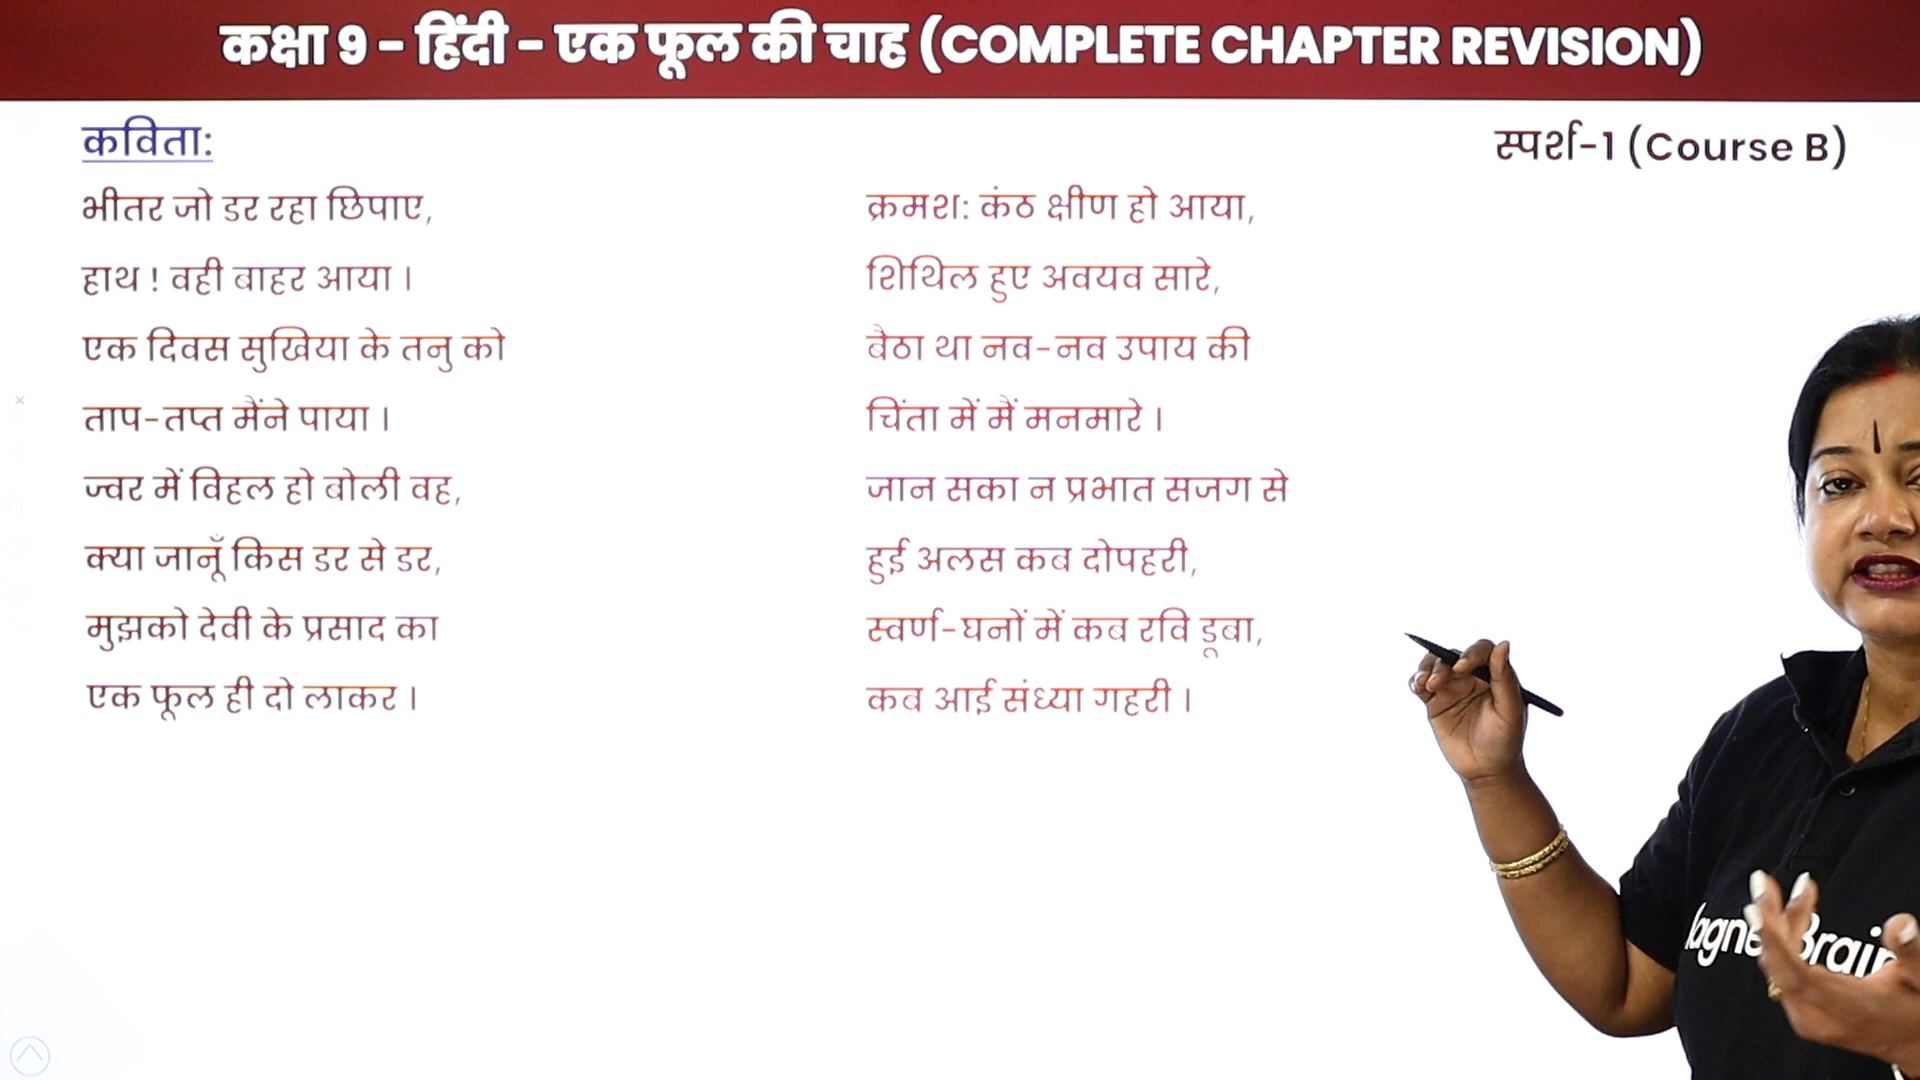 कक्षा 9 - हिंदी - एक फूल की चाह (COMPLETE CHAPTER REVISION)
कविता:
स्पर्श-1 (Course B)
भीतर जो डर रहा छिपाए,
हाथ ! वही बाहर आया ।
एक दिवस सुखिया के तनु को
ताप-तप्त मैंने पाया ।
ज्वर में विहल हो बोली वह,
क्या जानूँ किस डर से डर,
मुझको देवी के प्रसाद का
एक फूल ही दो लाकर ।
क्रमश: कंठ क्षीण हो आया,
शिथिल हुए अवयव सारे,
बैठा था नव-नव उपाय की
चिंता में मैं मनमारे ।
जान सका न प्रभात सजग से
हुई अलस कब दोपहरी,
स्वर्ण-घनों में कब रवि डूबा,
कब आई संध्या गहरी ।